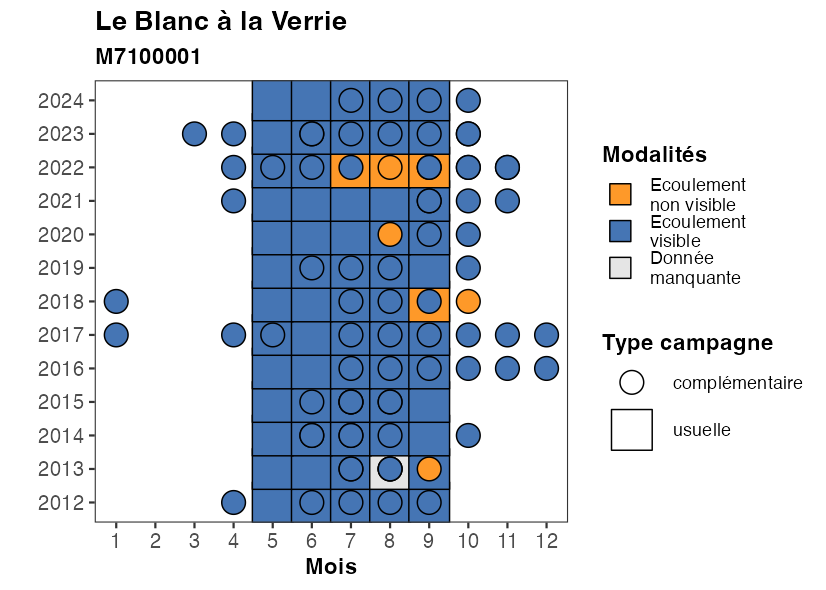 Le Blanc à la Verrie
M7100001
2024
2023
2022
2021
2020
2019
2018
2017
2016
2015
2014
2013
2012
1 2 3 4 5 6 7 8 9 10 11 12
Mois
Modalités
Ecoulement
non visible
Ecoulement
visible
Donnée
manquante
Type campagne
complémentaire
usuelle